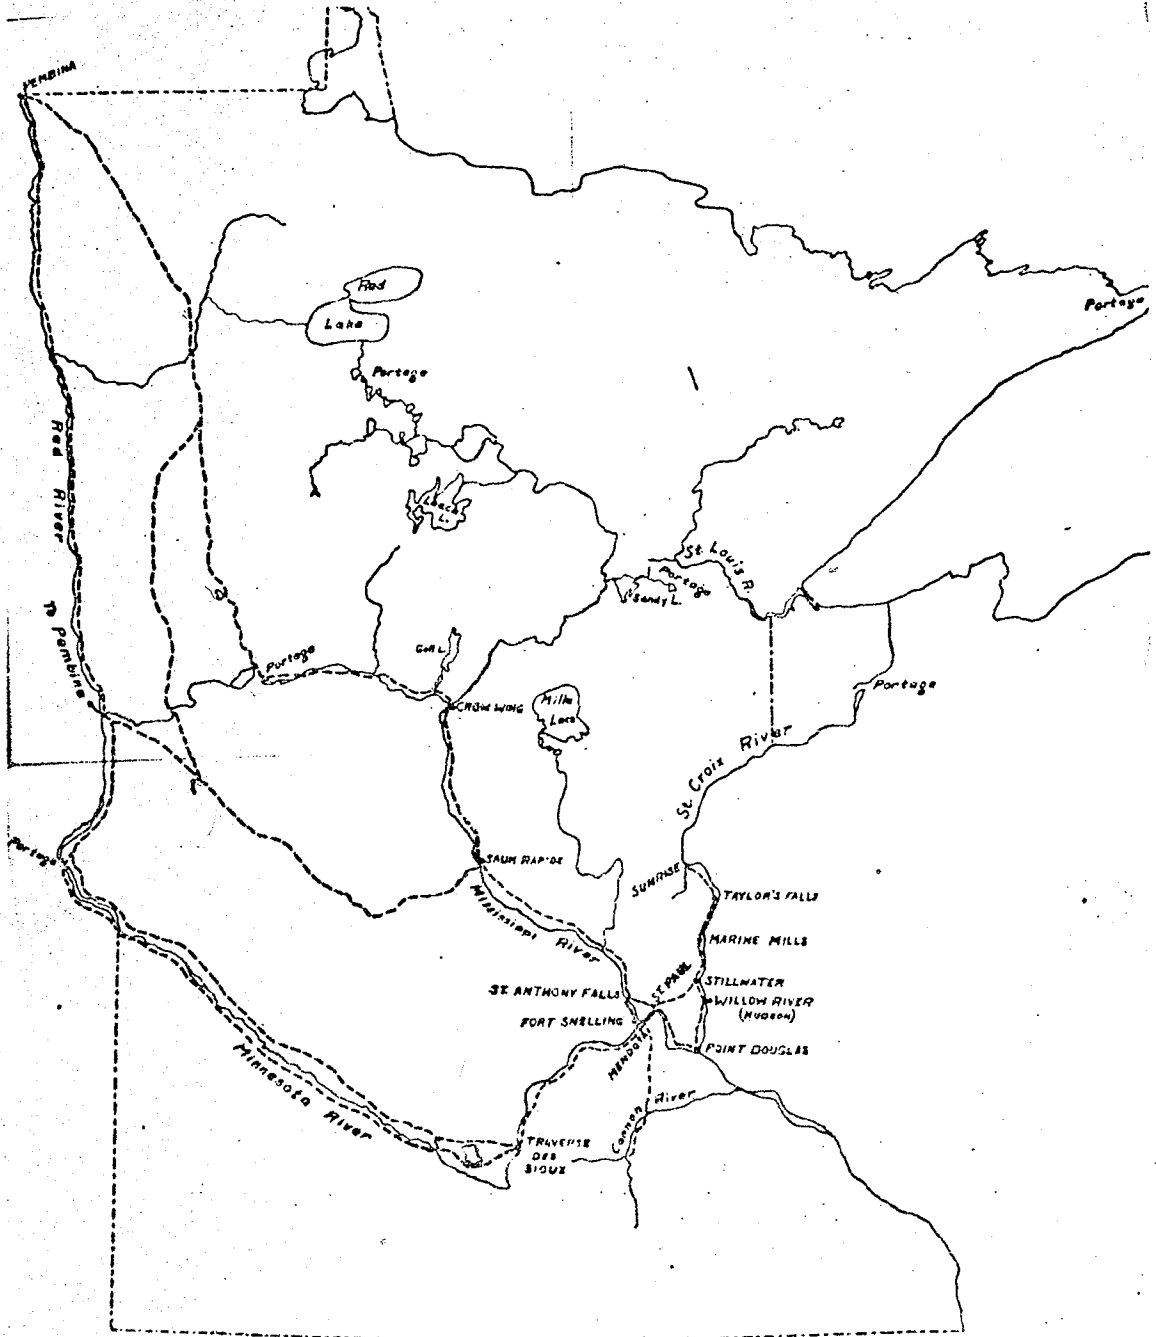 PEMBINA
Red
Lake
Portage
Portage
Red River
Leech
L.
St. Louis R.
Portage
Sandy L.
To Pembina
Portage
Gull L.
CROW WING
Mille
Lacs
Portage
St. Croix River
Portage
SAUK RAPIDS
SUNRISE
TAYLOR'S FALLS
Mississippi River
MARINE MILLS
ST. PAUL
STILLWATER
ST. ANTHONY FALLS
WILLOW RIVER
(HUDSON)
FORT SNELLING
MENDOTA
POINT DOUGLAS
Minnesota River
Cannon River
TRAVERSE
DES
SIOUX